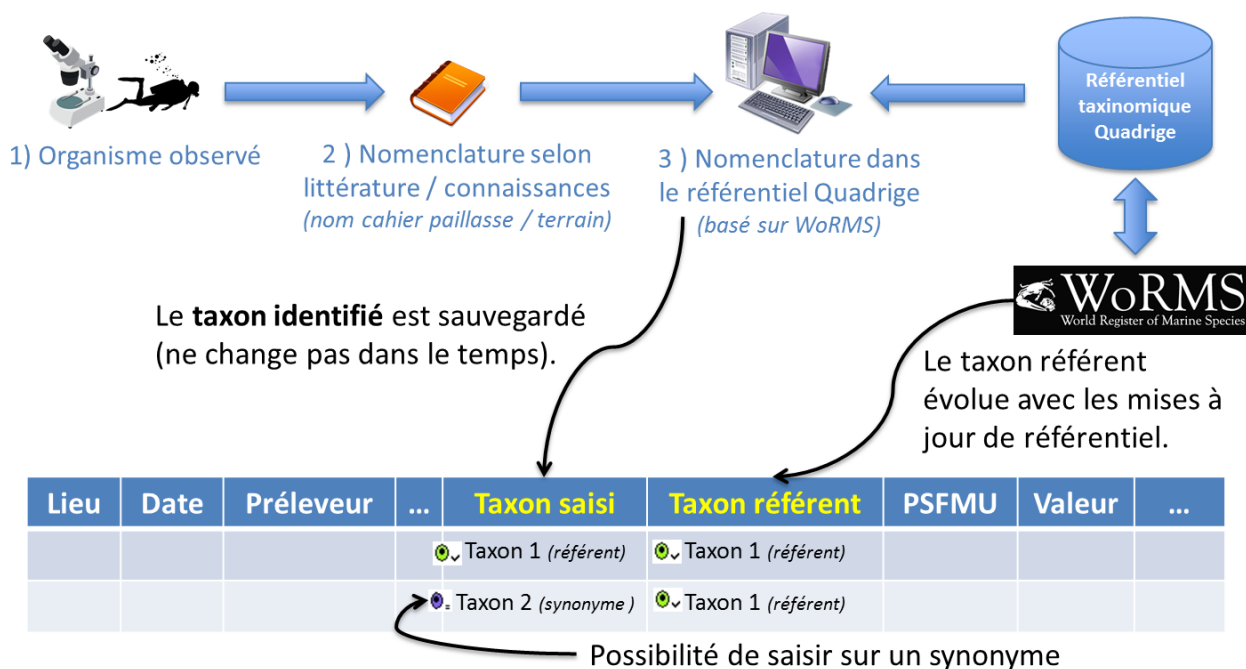 Référentiel
taxinomique
Quadrige
1) Organisme observé
2 ) Nomenclature selon
littérature / connaissances
(nom cahier paillasse / terrain)
3 ) Nomenclature dans
le référentiel Quadrige
(basé sur WoRMS)
WoRMS
World Register of Marine Species
Le taxon identifié est sauvegardé
(ne change pas dans le temps).
Le taxon référent
évolue avec les mises à
jour de référentiel.
Lieu Date Préleveur ... Taxon saisi Taxon référent PSFMU Valeur ...
Taxon 1 (référent) Taxon 1 (référent)
Taxon 2 (synonyme ) Taxon 1 (référent)
Possibilité de saisir sur un synonyme